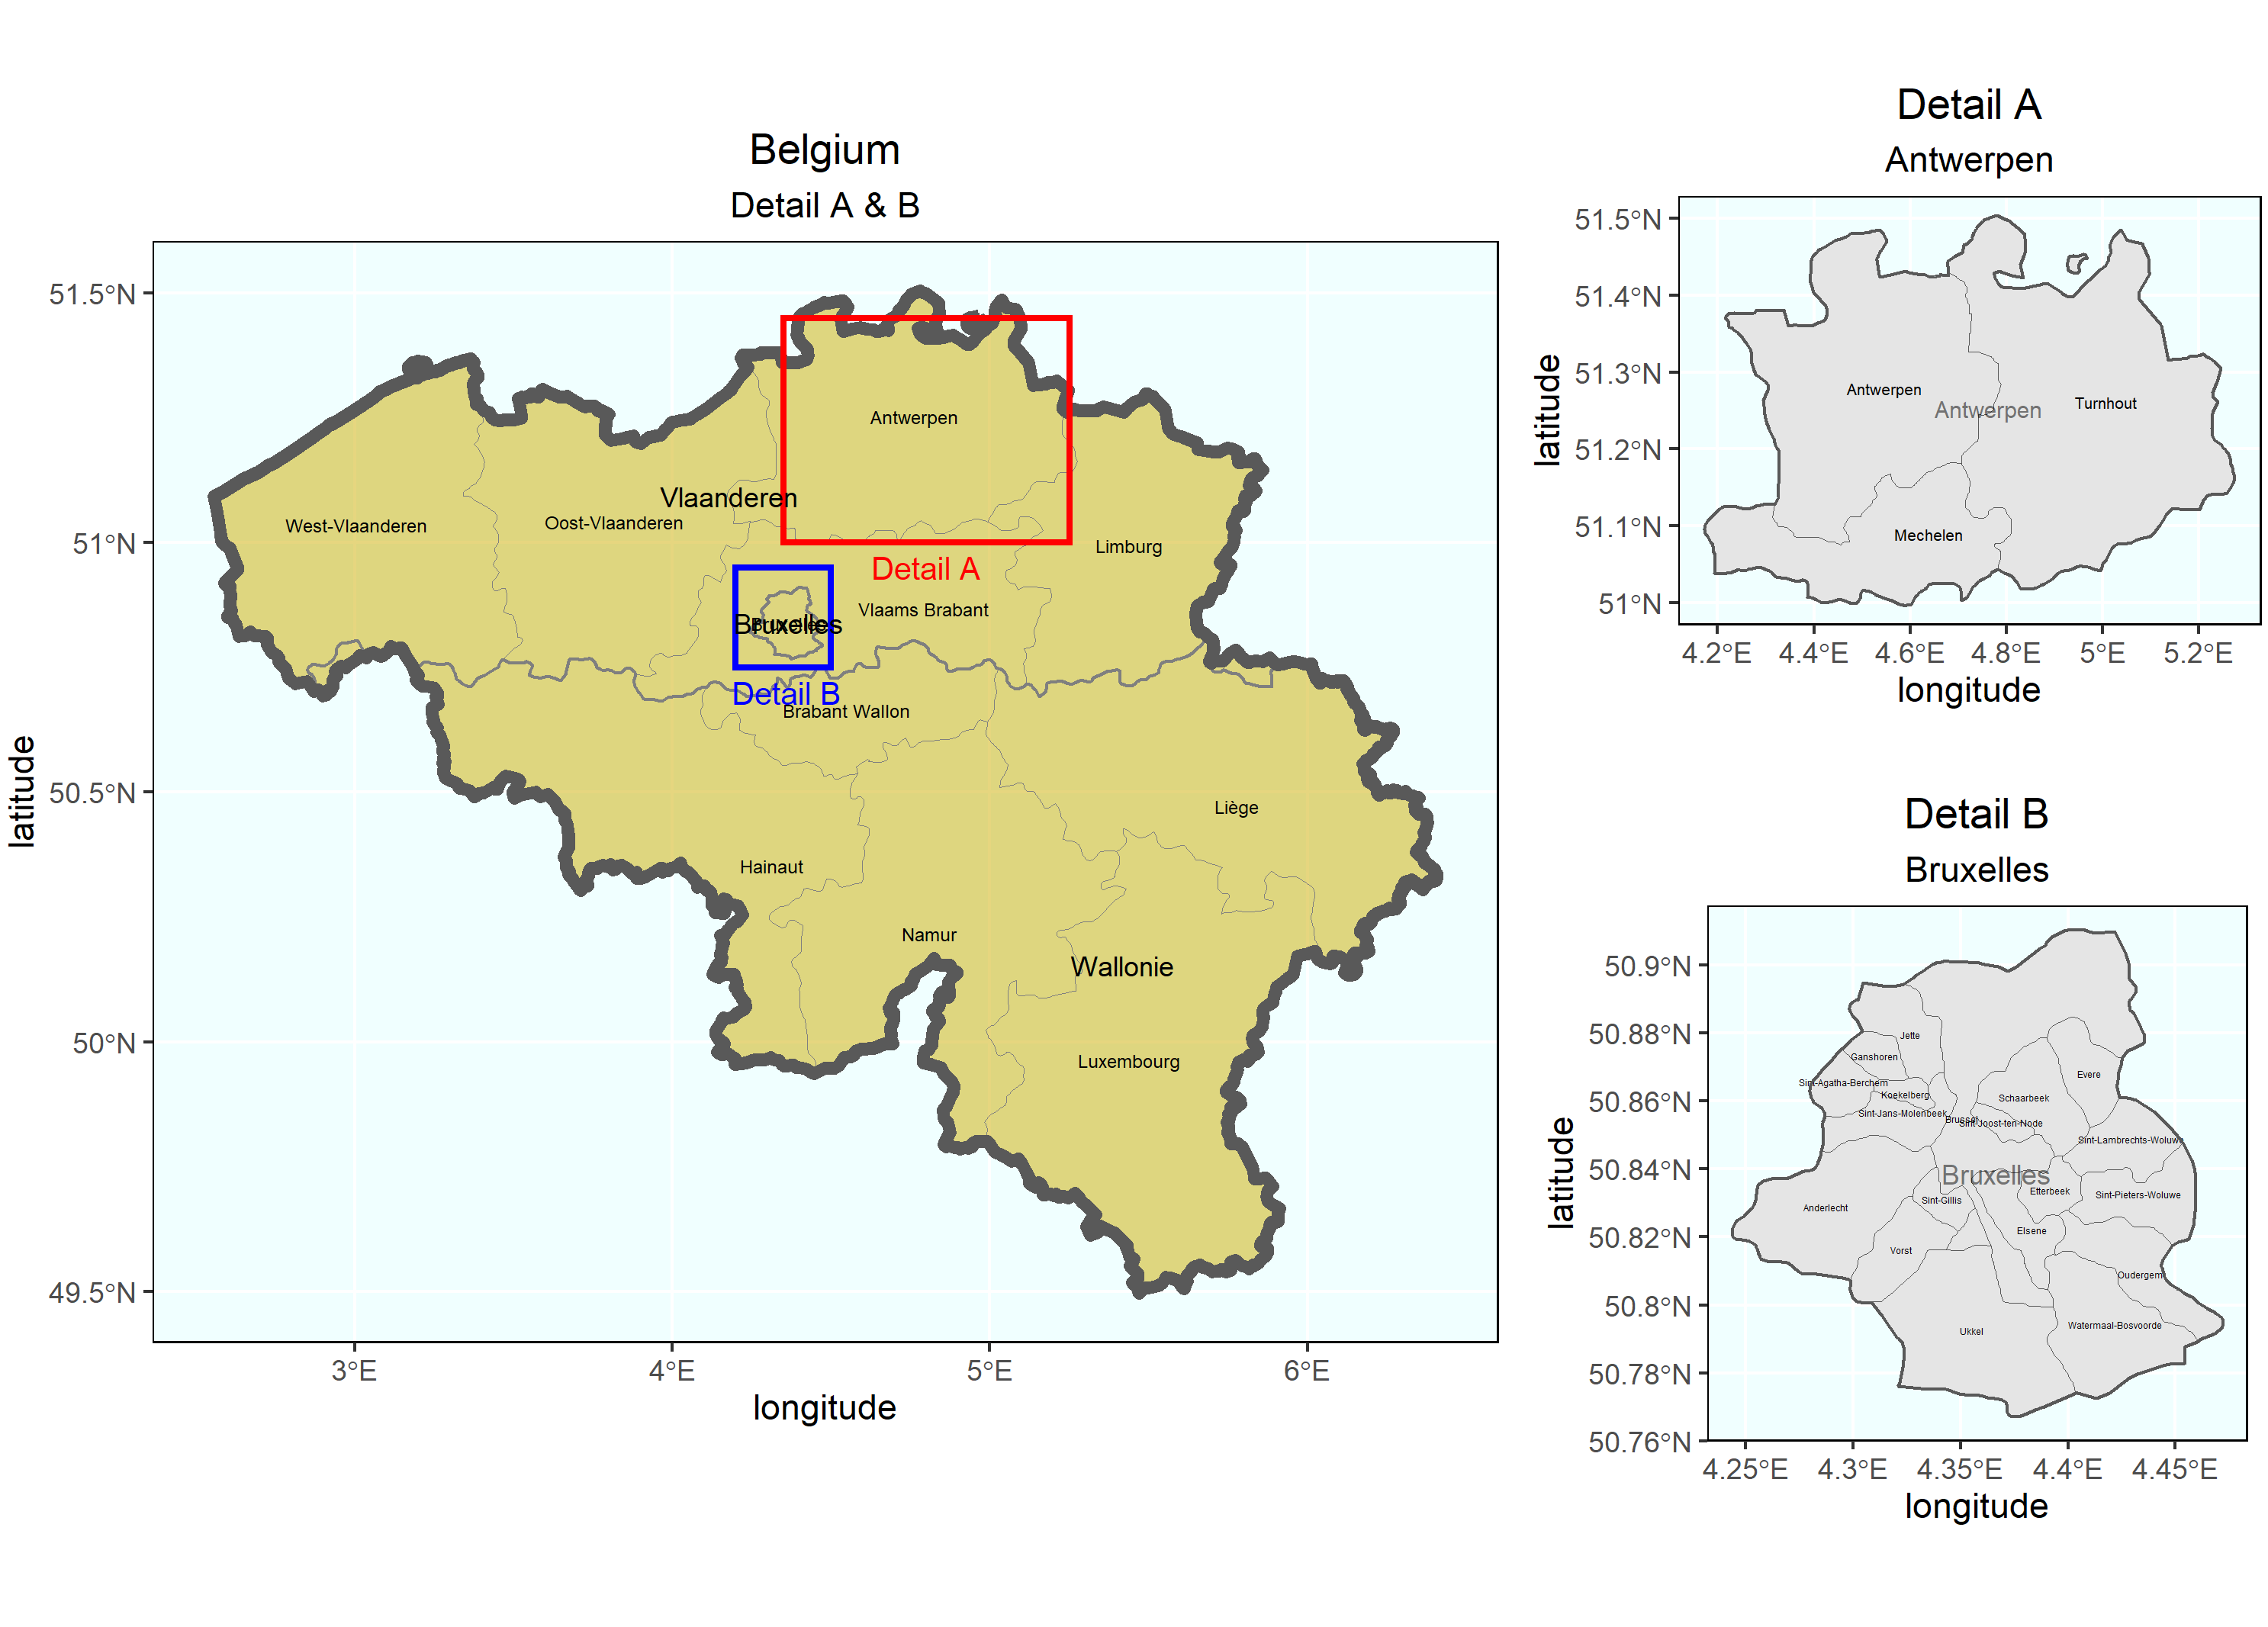 Belgium
Detail A & B
51.5°N
51°N
50.5°N
50°N
49.5°N
latitude
3°E
4°E
5°E
6°E
longitude
Antwerpen
Vlaanderen
West-Vlaanderen
Oost-Vlaanderen
Limburg
Detail A
Vlaams Brabant
Bruxelles
Bruxelles
Detail B
Brabant Wallon
Liège
Hainaut
Namur
Wallonie
Luxembourg
Detail A
Antwerpen
51.5°N
51.4°N
51.3°N
51.2°N
51.1°N
51°N
latitude
4.2°E
4.4°E
4.6°E
4.8°E
5°E
5.2°E
longitude
Antwerpen
Antwerpen
Turnhout
Mechelen
Detail B
Bruxelles
50.9°N
50.88°N
50.86°N
50.84°N
50.82°N
50.8°N
50.78°N
50.76°N
latitude
4.25°E
4.3°E
4.35°E
4.4°E
4.45°E
longitude
Jette
Ganshoren
Evere
Sint-Agatha-Berchem
Koekelberg
Schaarbeek
Sint-Jans-Molenbeek
Brussel
Sint-Joost-ten-Node
Sint-Lambrechts-Woluwe
Bruxelles
Etterbeek
Sint-Pieters-Woluwe
Sint-Gillis
Anderlecht
Elsene
Vorst
Oudergem
Watermaal-Bosvoorde
Ukkel